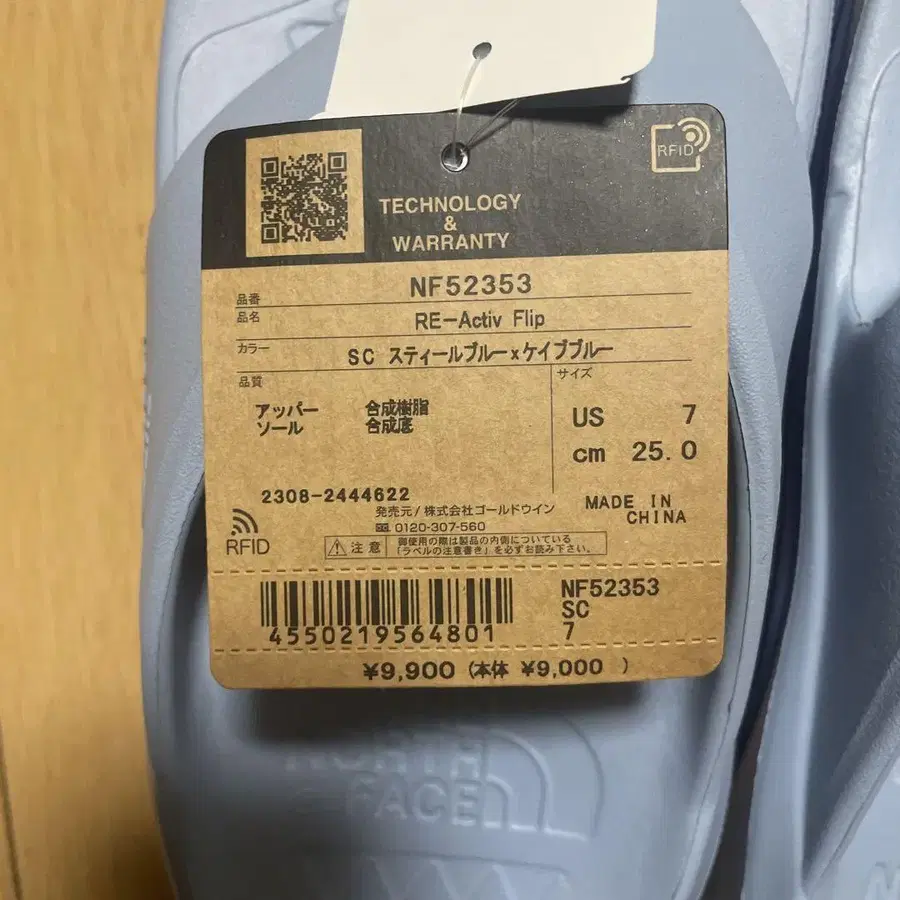 RFID
TECHNOLOGY
&
WARRANTY
品番 NF52353
品名 RE-Activ Flip
カラー SC スティールブルーxケイブブルー
品質 サイズ
アッパー 合成樹脂
ソール 合成底
US 7
cm 25.0
2308-2444622
発売元/株式会社ゴールドウイン
0120-307-560
MADE IN
CHINA
RFID
注意 御使用の際は製品の内側についている
「ラベルの注意書き」を必ずお読み下さい。
4550219564801
NF52353
SC
7
¥9,900 (本体 ¥9,000 )
NORTH
FACE